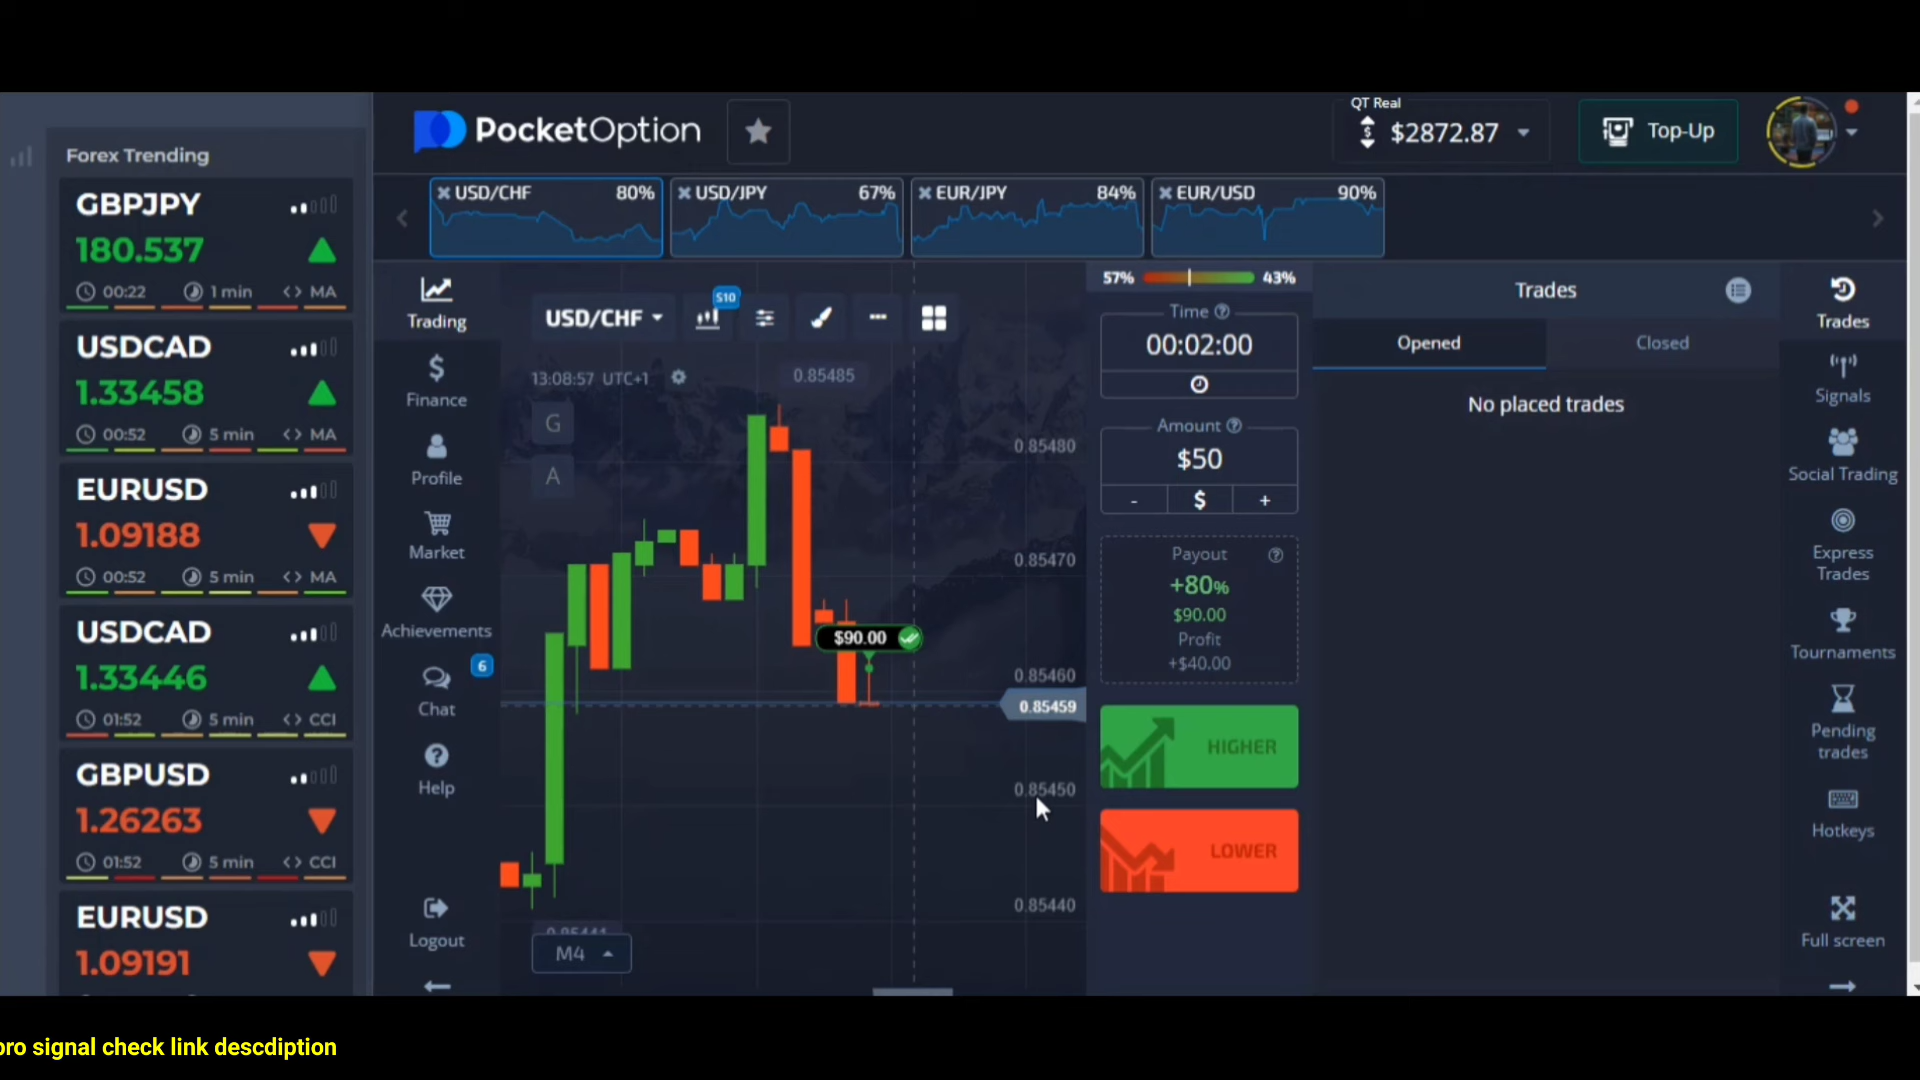 Forex Trending
GBPJPY
180.537
00:22 1 min <> MA
USDCAD
1.33458
00:52 5 min <> MA
EURUSD
1.09188
00:52 5 min <> MA
USDCAD
1.33446
01:52 5 min <> CCI
GBPUSD
1.26263
01:52 5 min <> CCI
EURUSD
1.09191
PocketOption
QT Real
$2872.87
Top-Up
USD/CHF 80%
USD/JPY 67%
EUR/JPY 84%
EUR/USD 90%
Trading
Finance
Profile
Market
Achievements
6
Chat
Help
Logout
USD/CHF
S10
13:08:57 UTC+1
G
A
0.85485
0.85480
0.85470
$90.00
0.85460
0.85459
0.85450
0.85440
0.85441
M4
57% 43%
Time
00:02:00
Amount
$50
- $ +
Payout
+80%
$90.00
Profit
+$40.00
HIGHER
LOWER
Trades
Opened Closed
No placed trades
Trades
Signals
Social Trading
Express
Trades
Tournaments
Pending
trades
Hotkeys
Full screen
pro signal check link descdiption